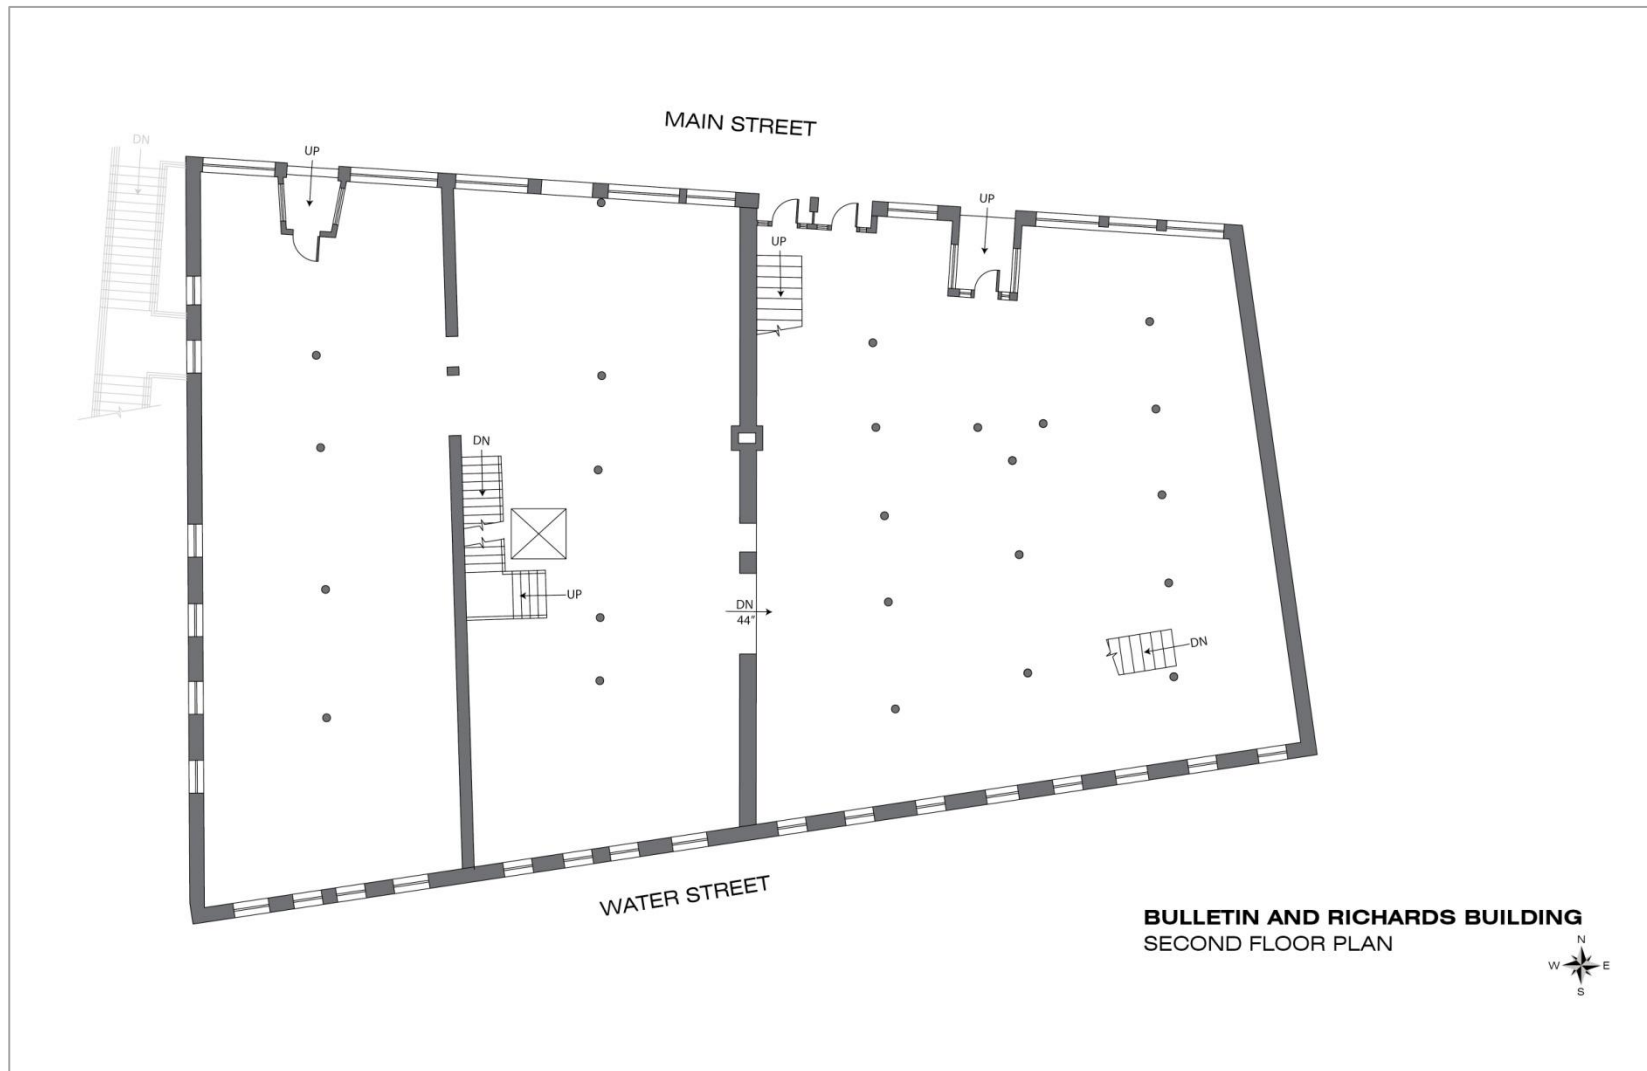 MAIN STREET
DN
UP
UP
UP
DN
UP
DN
44"
DN
WATER STREET
BULLETIN AND RICHARDS BUILDING
SECOND FLOOR PLAN
N
W E
S